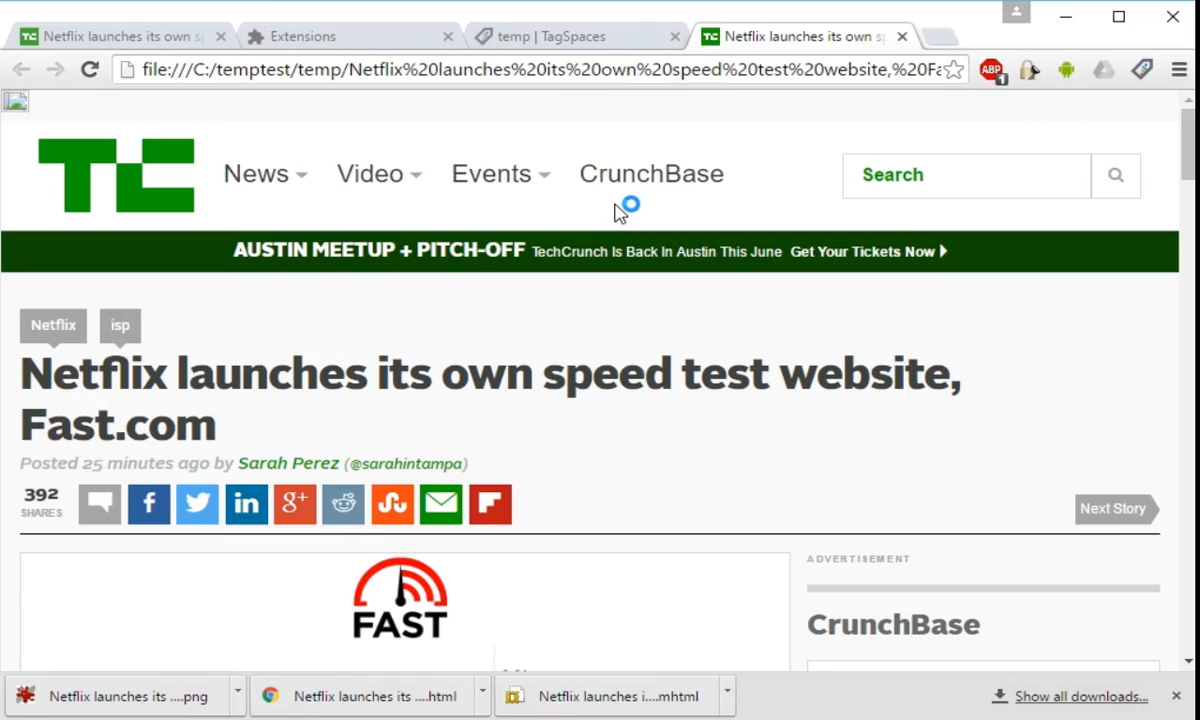 Netflix launches its own sp
Extensions
temp | TagSpaces
Netflix launches its own sp
file:///C:/temptest/temp/Netflix%20launches%20its%20own%20speed%20test%20website,%20Fa
ABP
1
TC
News
Video
Events
CrunchBase
Search
AUSTIN MEETUP + PITCH-OFF TechCrunch Is Back In Austin This June Get Your Tickets Now
Netflix
isp
Netflix launches its own speed test website,
Fast.com
Posted 25 minutes ago by Sarah Perez (@sarahintampa)
392
SHARES
Next Story
ADVERTISEMENT
FAST
CrunchBase
Netflix launches its ....png
Netflix launches its ....html
Netflix launches i....mhtml
Show all downloads...